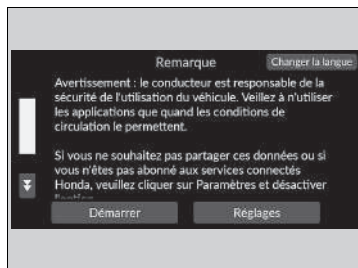 Remarque
Changer la langue
Avertissement : le conducteur est responsable de la
sécurité de l'utilisation du véhicule. Veillez à n'utiliser
les applications que quand les conditions de
circulation le permettent.
Si vous ne souhaitez pas partager ces données ou si
vous n'êtes pas abonné aux services connectés
Honda, veuillez cliquer sur Paramètres et désactiver
Démarrer
Réglages